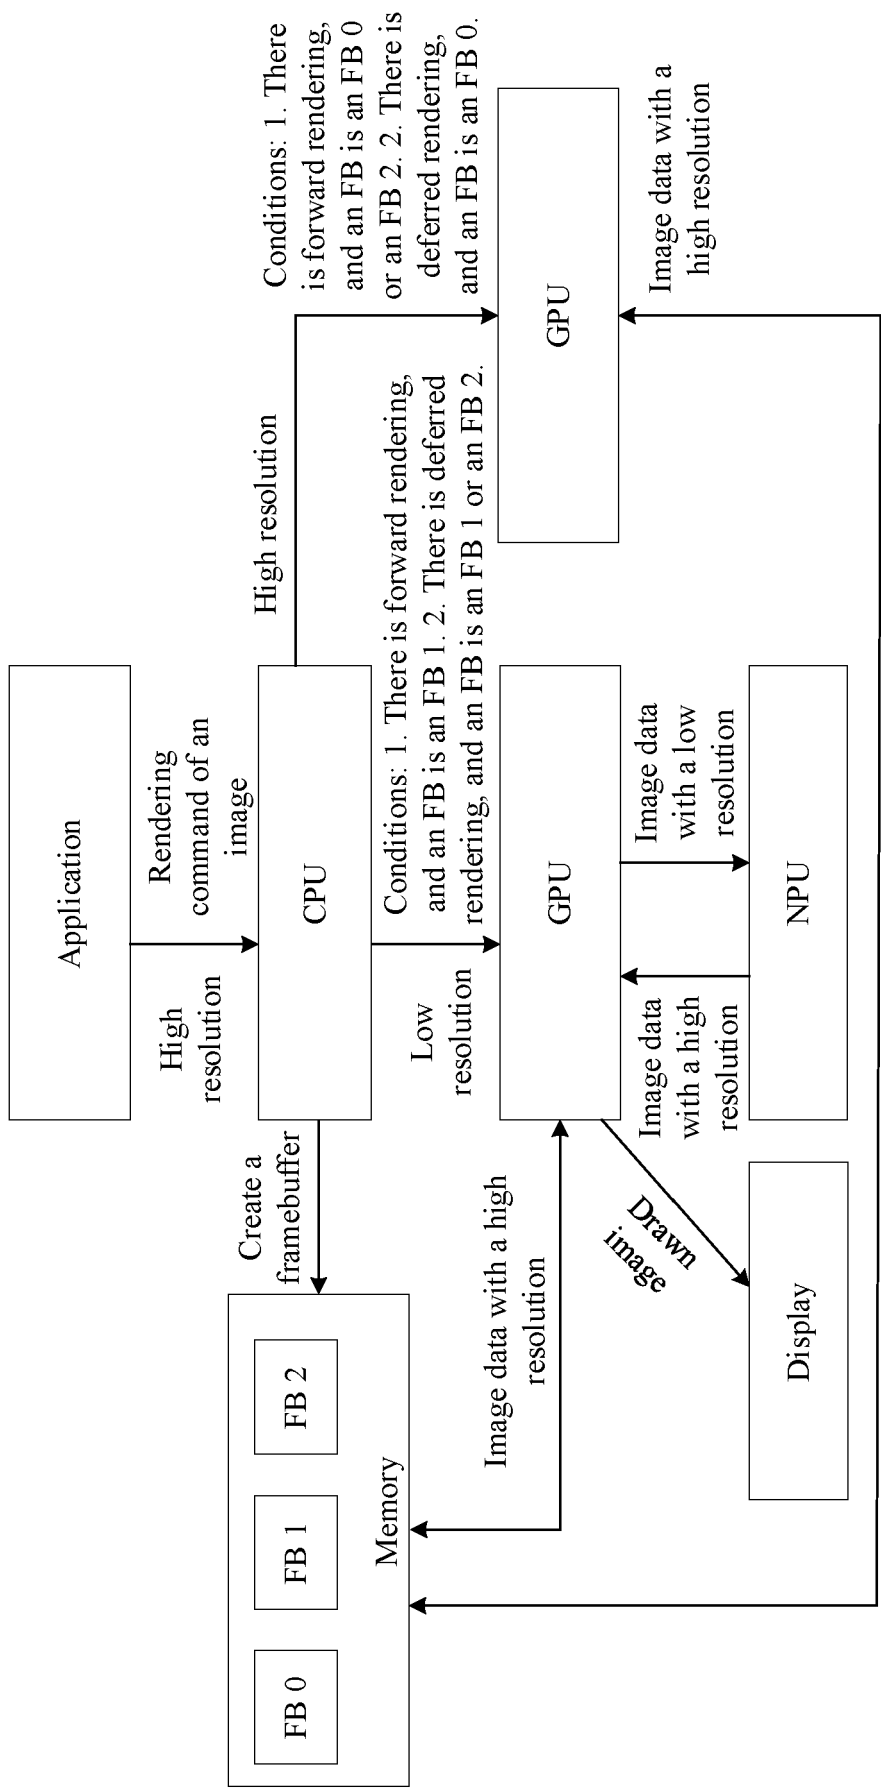 Application
High
resolution
Rendering
command of an
image
CPU
High resolution
Conditions: 1. There
is forward rendering,
and an FB is an FB 0
or an FB 2. 2. There is
deferred rendering,
and an FB is an FB 0.
Create a
framebuffer
FB 0
FB 1
FB 2
Memory
Low
resolution
Conditions: 1. There is forward rendering,
and an FB is an FB 1. 2. There is deferred
rendering, and an FB is an FB 1 or an FB 2.
Image data with a high
resolution
GPU
GPU
Drawn
image
Image data
with a high
resolution
Image data
with a low
resolution
Image data with a
high resolution
Display
NPU